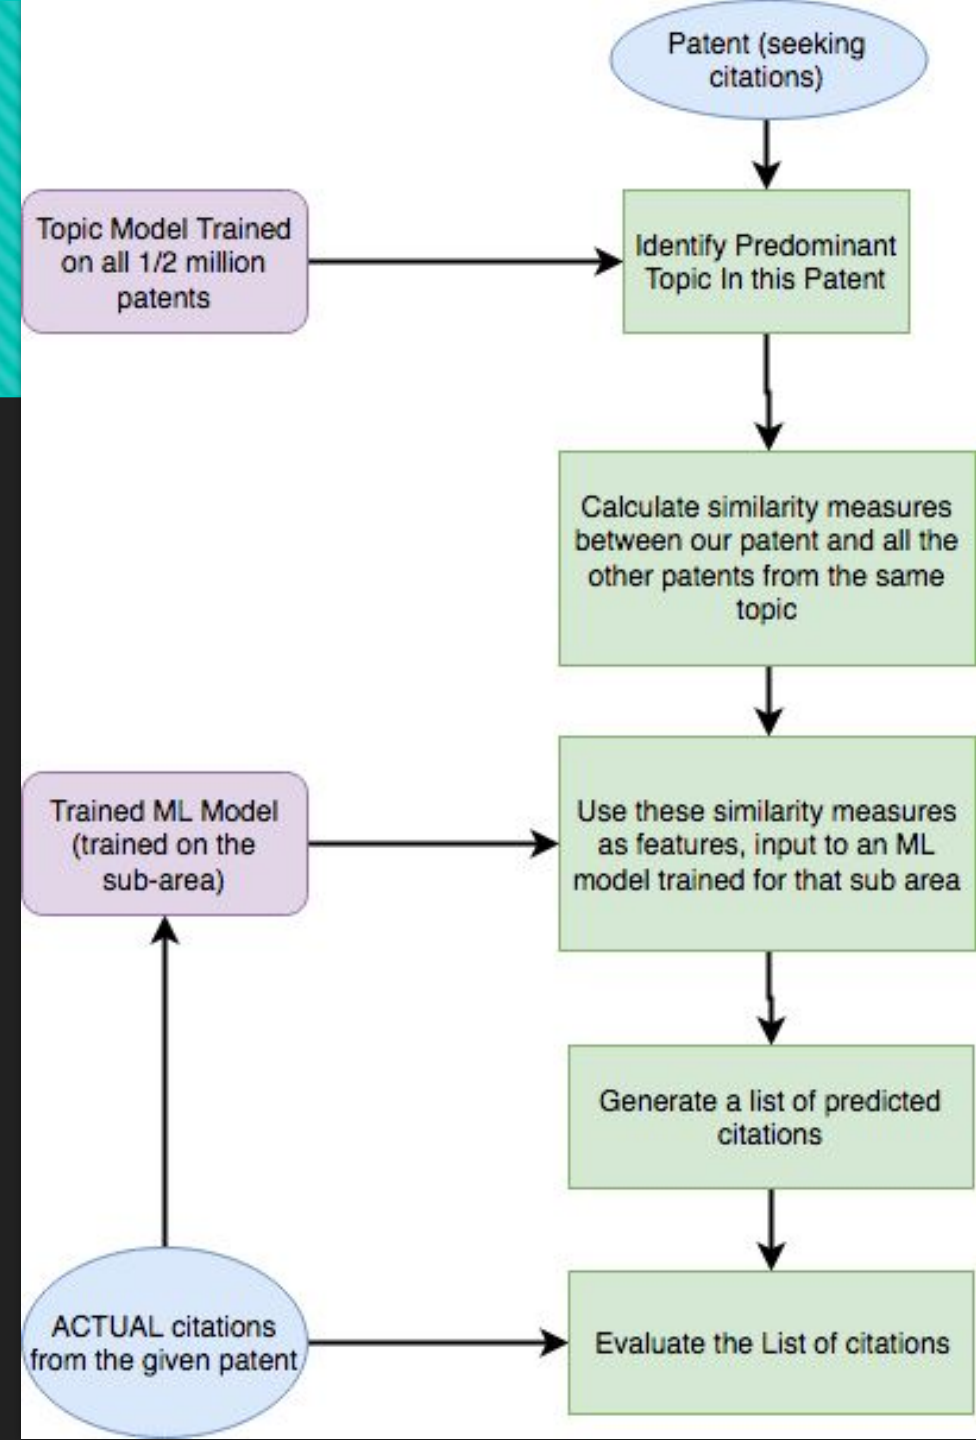 Patent (seeking
citations)
Topic Model Trained
on all 1/2 million
patents
Identify Predominant
Topic In this Patent
Calculate similarity measures
between our patent and all the
other patents from the same
topic
Trained ML Model
(trained on the
sub-area)
Use these similarity measures
as features, input to an ML
model trained for that sub area
Generate a list of predicted
citations
ACTUAL citations
from the given patent
Evaluate the List of citations